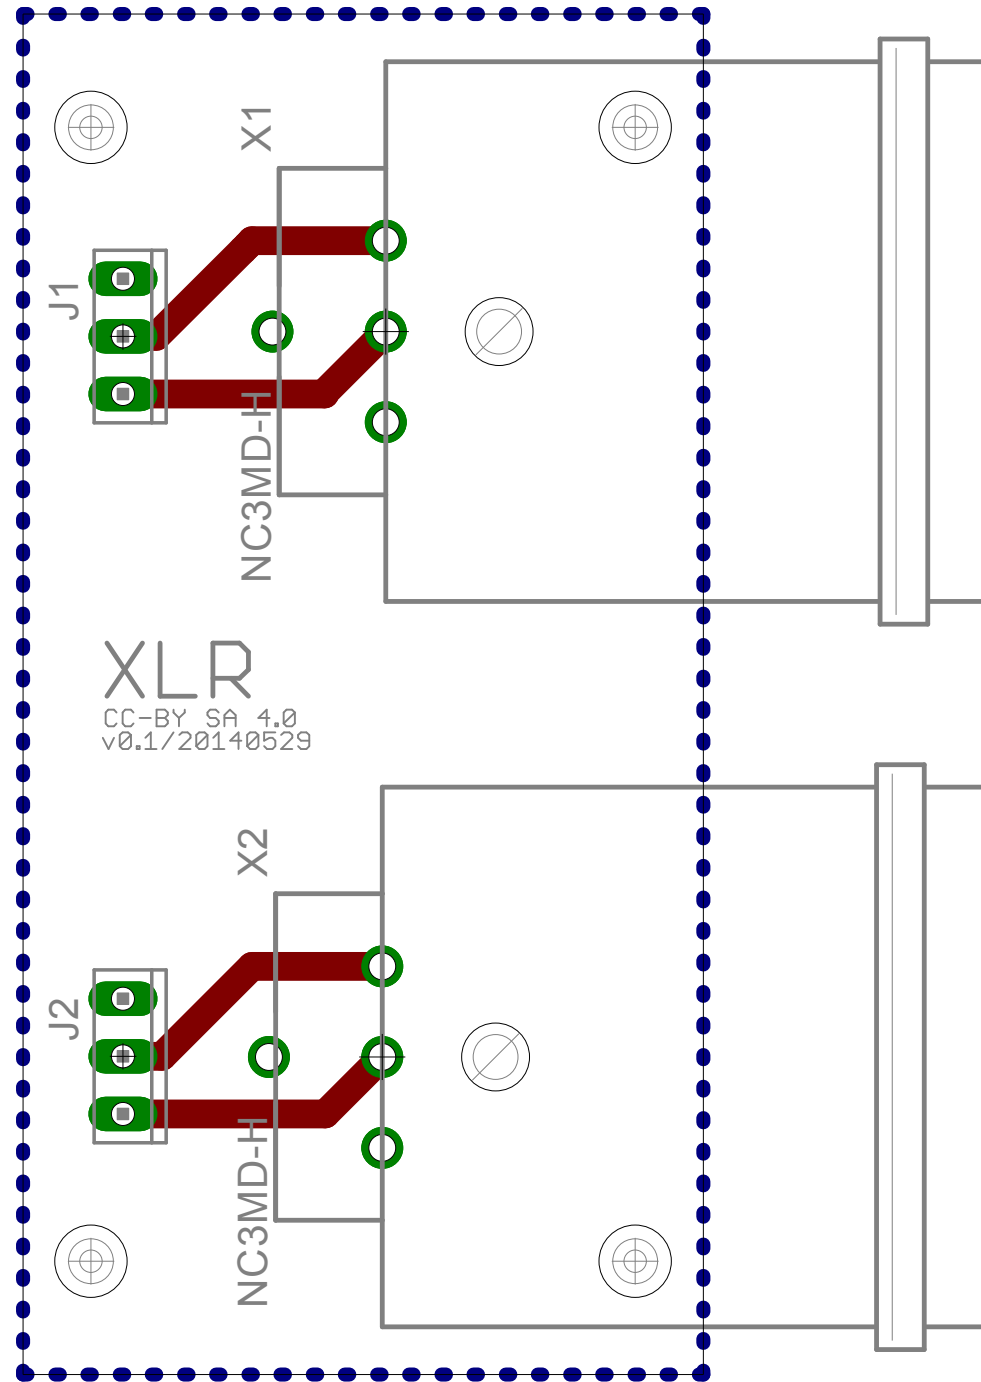 X1
J1
NC3MD-H
XLR
CC-BY SA 4.0
v0.1/20140529
X2
J2
NC3MD-H